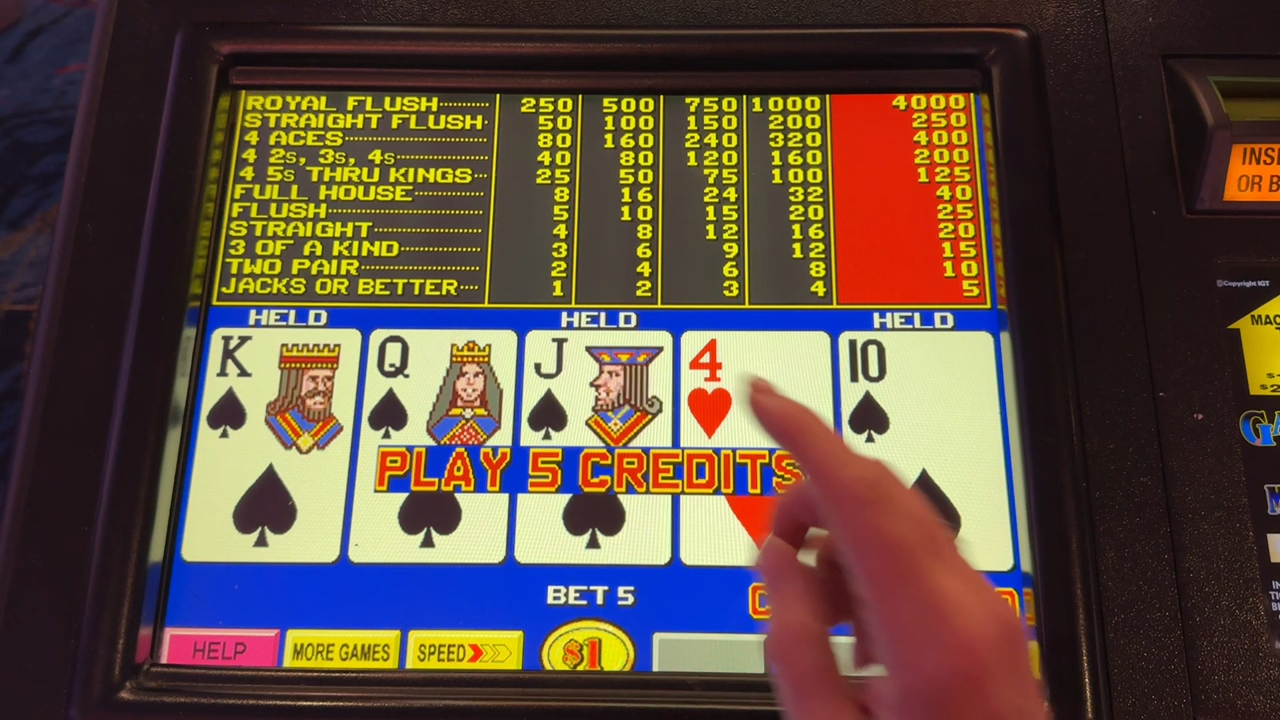 ROYAL FLUSH 250 500 750 1000 4000
STRAIGHT FLUSH 50 100 150 200 250
4 ACES 80 160 240 320 400
4 2s, 3s, 4s 40 80 120 160 200
4 5s THRU KINGS 25 50 75 100 125
FULL HOUSE 8 16 24 32 40
FLUSH 5 10 15 20 25
STRAIGHT 4 8 12 16 20
3 OF A KIND 3 6 9 12 15
TWO PAIR 2 4 6 8 10
JACKS OR BETTER 1 2 3 4 5
HELD HELD HELD
K Q J 4 10
PLAY 5 CREDITS
BET 5
HELP MORE GAMES SPEED $1
OR B
©Copyright IGT